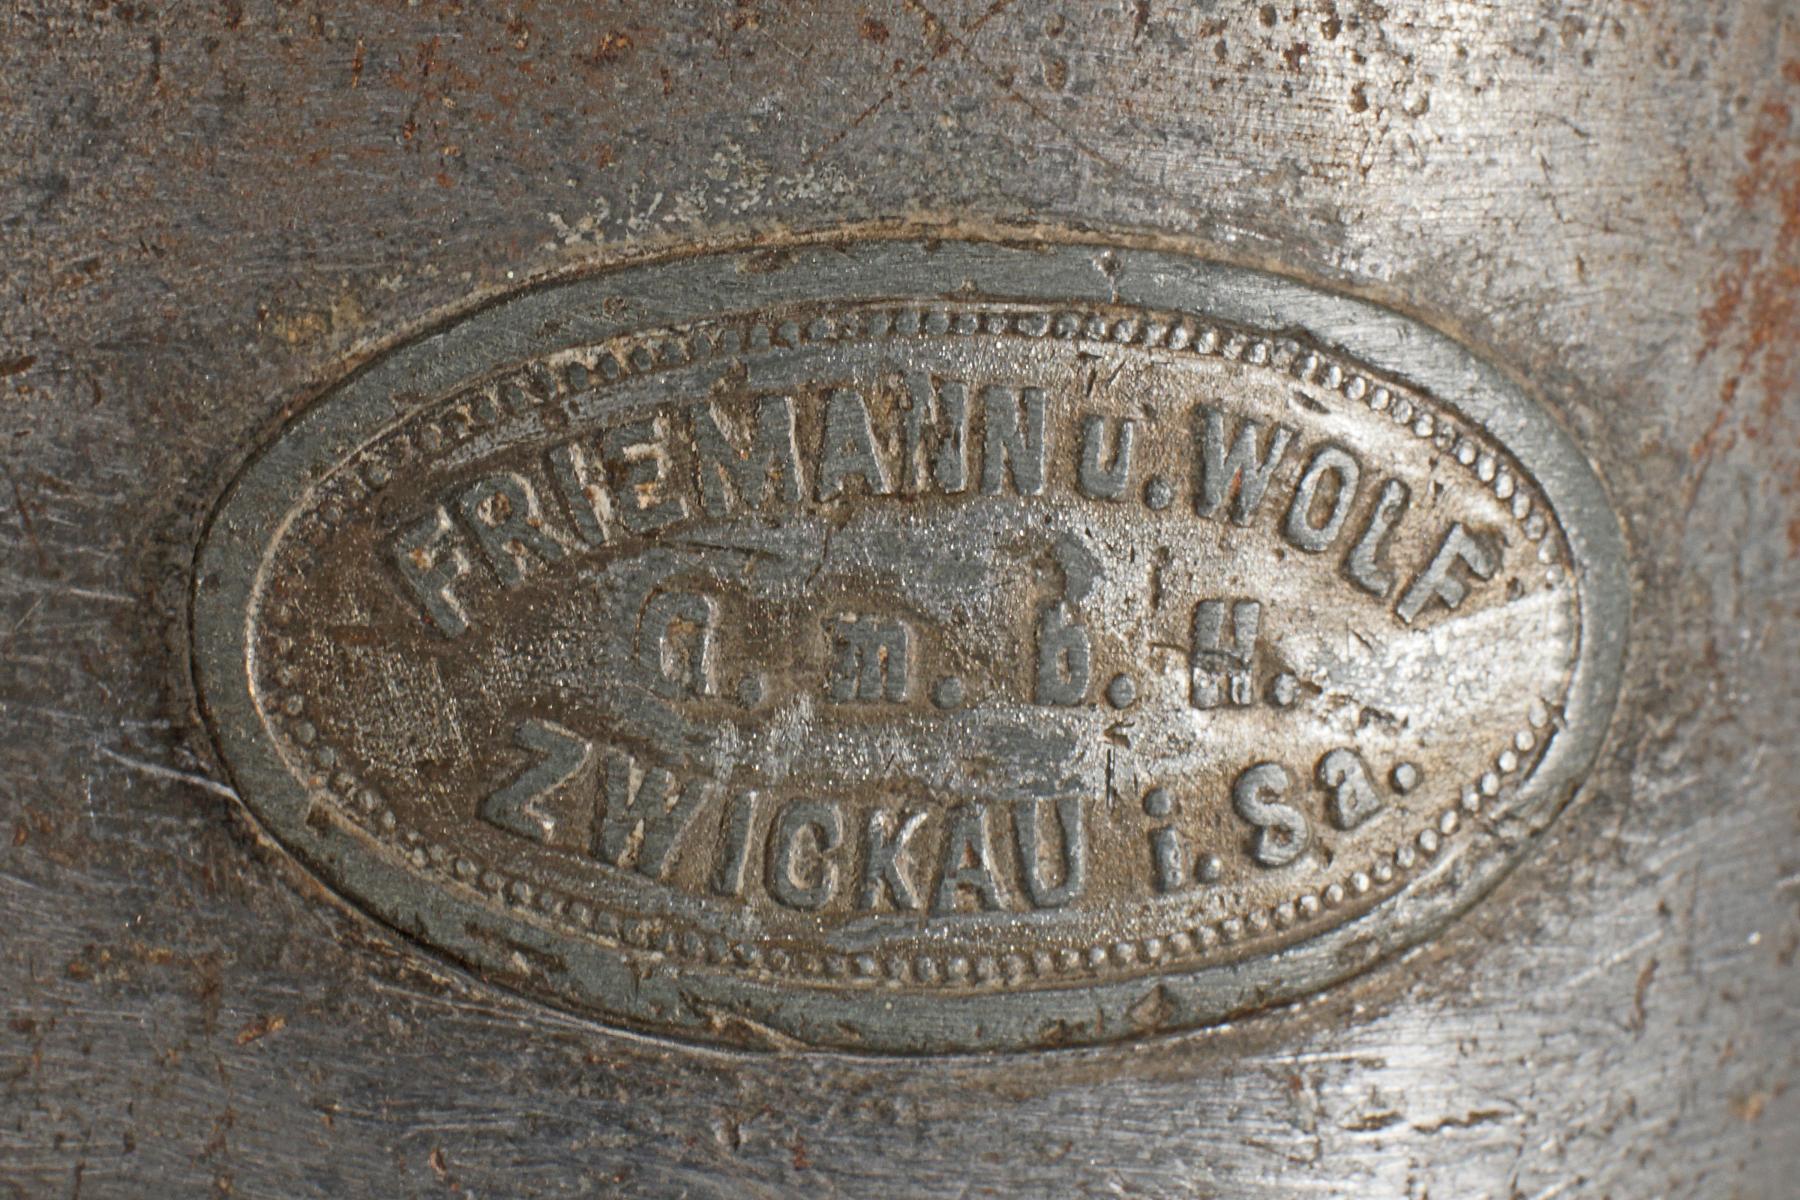 FRIEMANN u. WOLF
G. m. b. H.
ZWICKAU i. Sa.